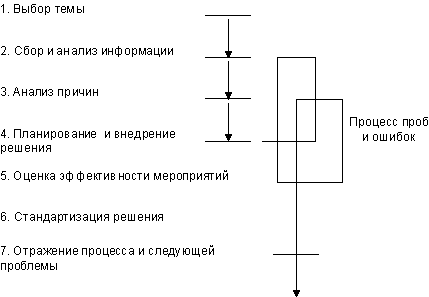 1. Выбор темы
2. Сбор и анализ информации
3. Анализ причин
4. Планирование и внедрение
решения
Процесс проб
и ошибок
5. Оценка эффективности мероприятий
6. Стандартизация решения
7. Отражение процесса и следующей
проблемы